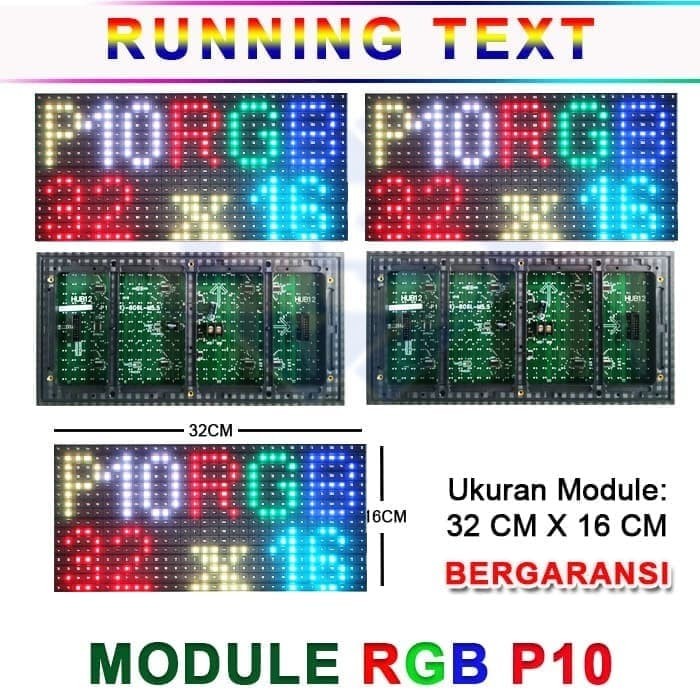 RUNNING TEXT
P10RGB
32 X 16
P10RGB
32 X 16
HUB12
HUB12
HUB12
HUB12
32CM
P10RGB
32 X 16
16CM
Ukuran Module:
32 CM X 16 CM
BERGARANSI
MODULE RGB P10